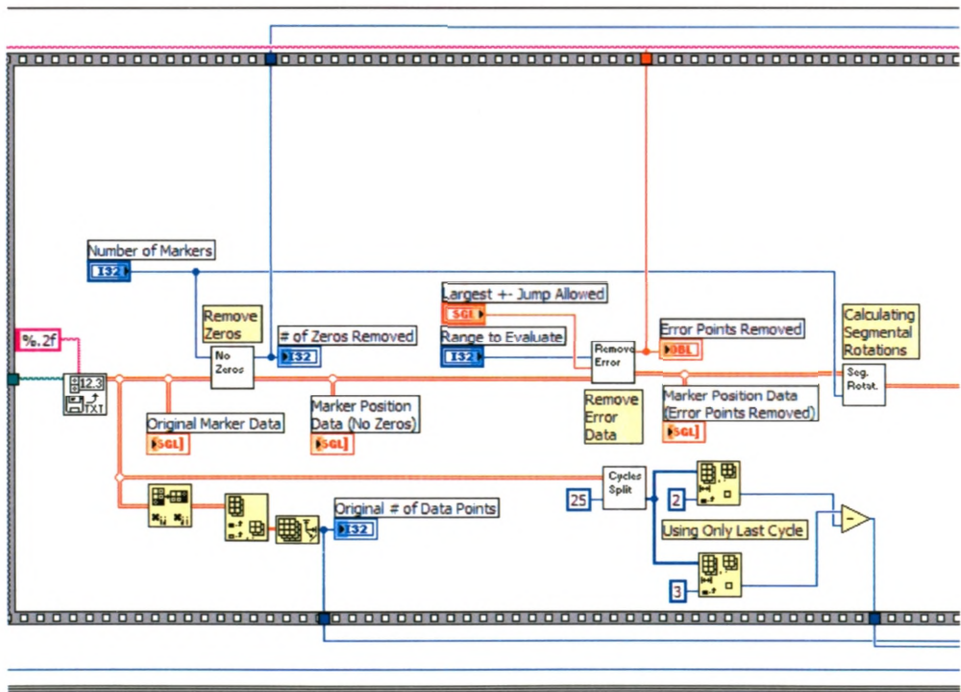 Number of Markers
I32
Largest +- Jump Allowed
SGL
Calculating
Segmental
Rotations
Remove
Zeros
# of Zeros Removed
I32
Range to Evaluate
I32
Error Points Removed
DBL
%.2f
No
Zeros
Remove
Error
12.3
TXT
Seg.
Rotat.
Original Marker Data
SGL]
Marker Position
Data (No Zeros)
SGL]
Remove
Error
Data
Marker Position Data
(Error Points Removed)
SGL]
Cycles
Split
25
2
Original # of Data Points
I32
Using Only Last Cycle
3